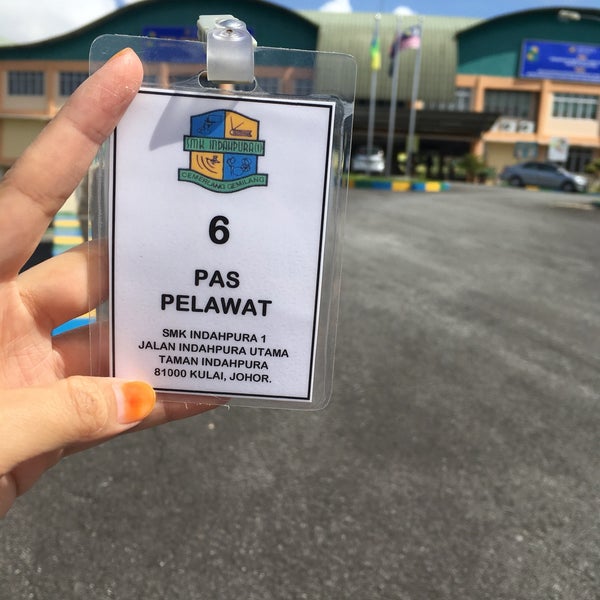 SMK INDAHPURA (1)
CEMERLANG GEMILANG
6
PAS
PELAWAT
SMK INDAHPURA 1
JALAN INDAHPURA UTAMA
TAMAN INDAHPURA
81000 KULAI, JOHOR.